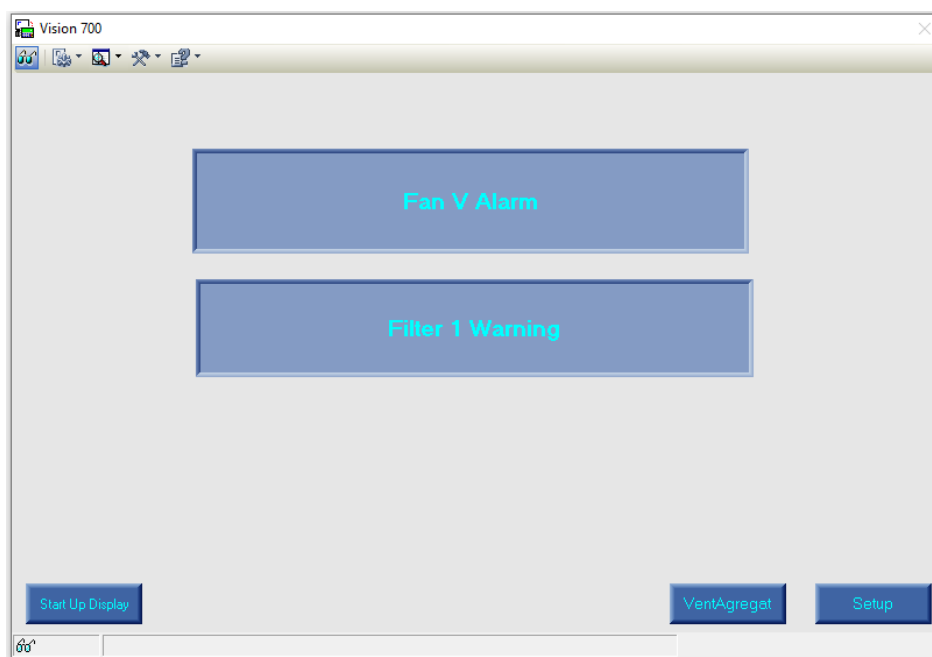 Vision 700
Fan V Alarm
Filter 1 Warning
Start Up Display
VentAgregat
Setup